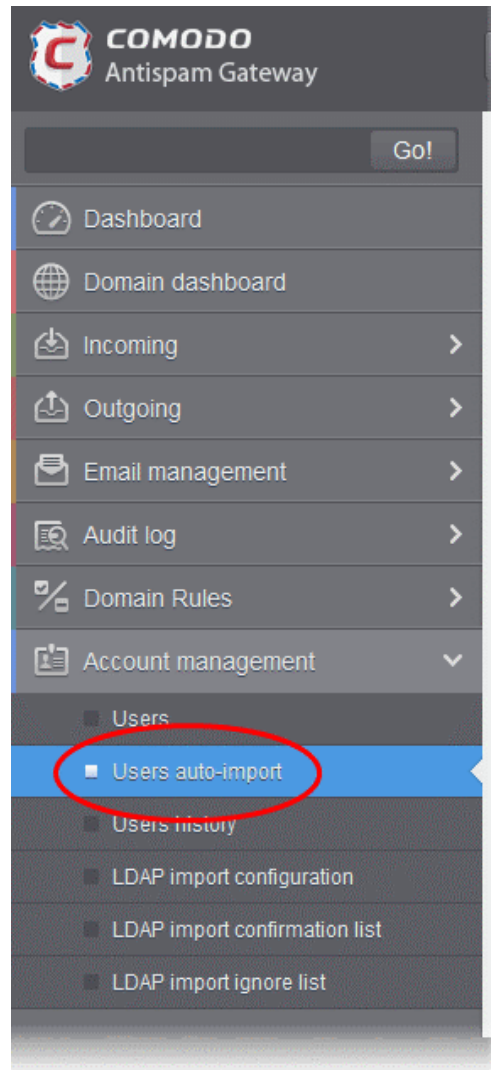 COMODO
Antispam Gateway
Go!
Dashboard
Domain dashboard
Incoming
Outgoing
Email management
Audit log
Domain Rules
Account management
Users
Users auto-import
Users history
LDAP import configuration
LDAP import confirmation list
LDAP import ignore list